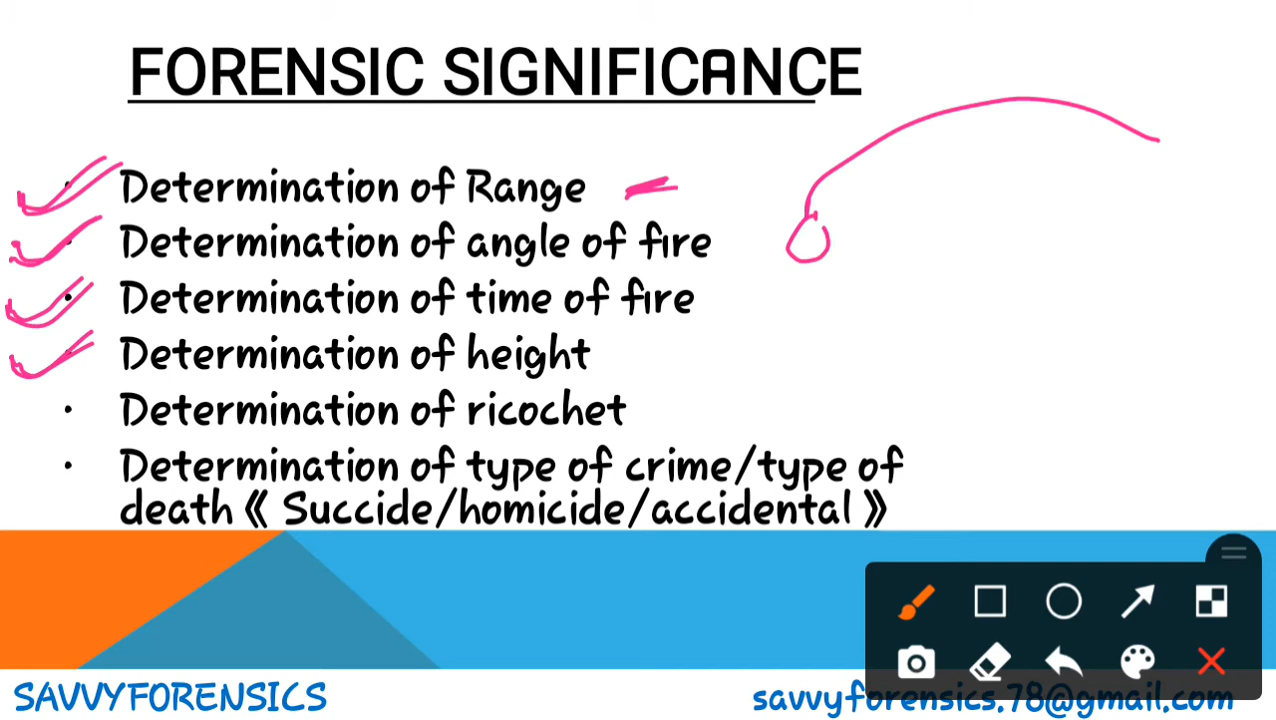 FORENSIC SIGNIFICANCE
• Determination of Range
• Determination of angle of fire
• Determination of time of fire
• Determination of height
• Determination of ricochet
• Determination of type of crime/type of
death《 Succide/homicide/accidental 》
SAVVYFORENSICS
savvyforensics.78@gmail.com